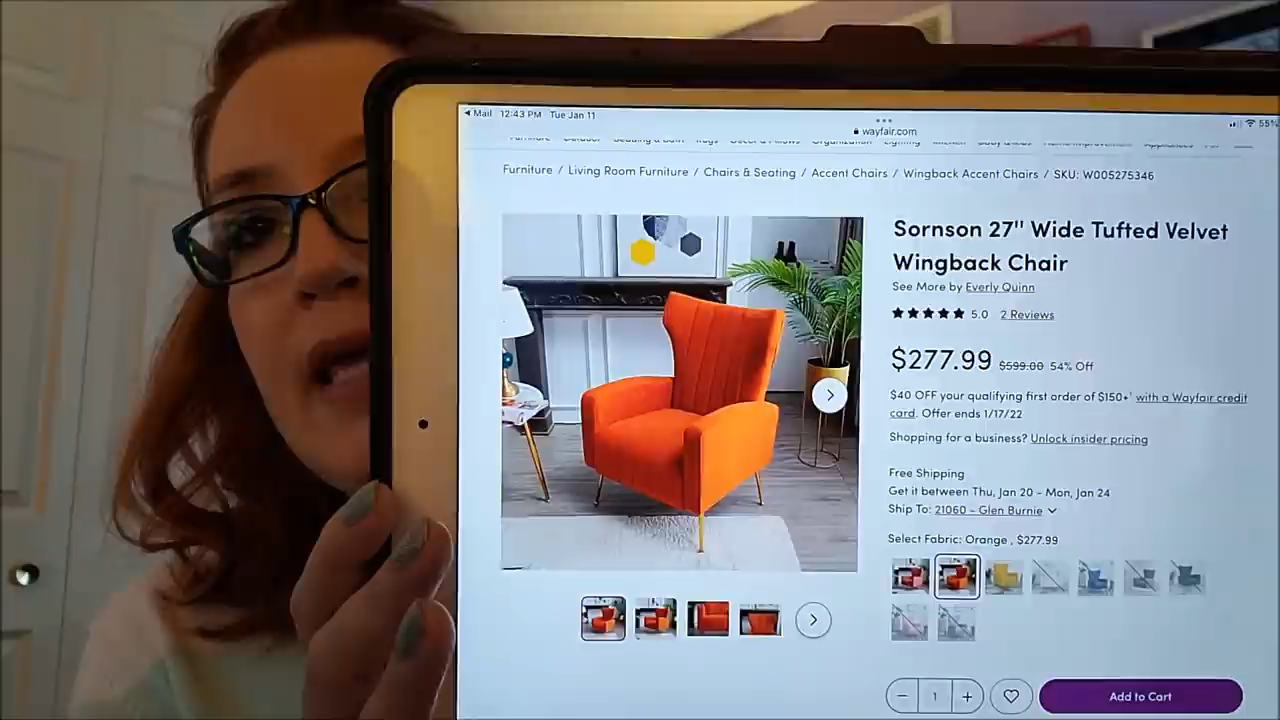 Mail 12:43 PM Tue Jan 11
wayfair.com
55%
Furniture / Living Room Furniture / Chairs & Seating / Accent Chairs / Wingback Accent Chairs / SKU: W005275346
Sornson 27" Wide Tufted Velvet
Wingback Chair
See More by Everly Quinn
5.0 2 Reviews
$277.99 $599.00 54% Off
$40 OFF your qualifying first order of $150+¹ with a Wayfair credit
card. Offer ends 1/17/22
Shopping for a business? Unlock insider pricing
Free Shipping
Get it between Thu, Jan 20 - Mon, Jan 24
Ship To: 21060 - Glen Burnie
Select Fabric: Orange , $277.99
1
Add to Cart